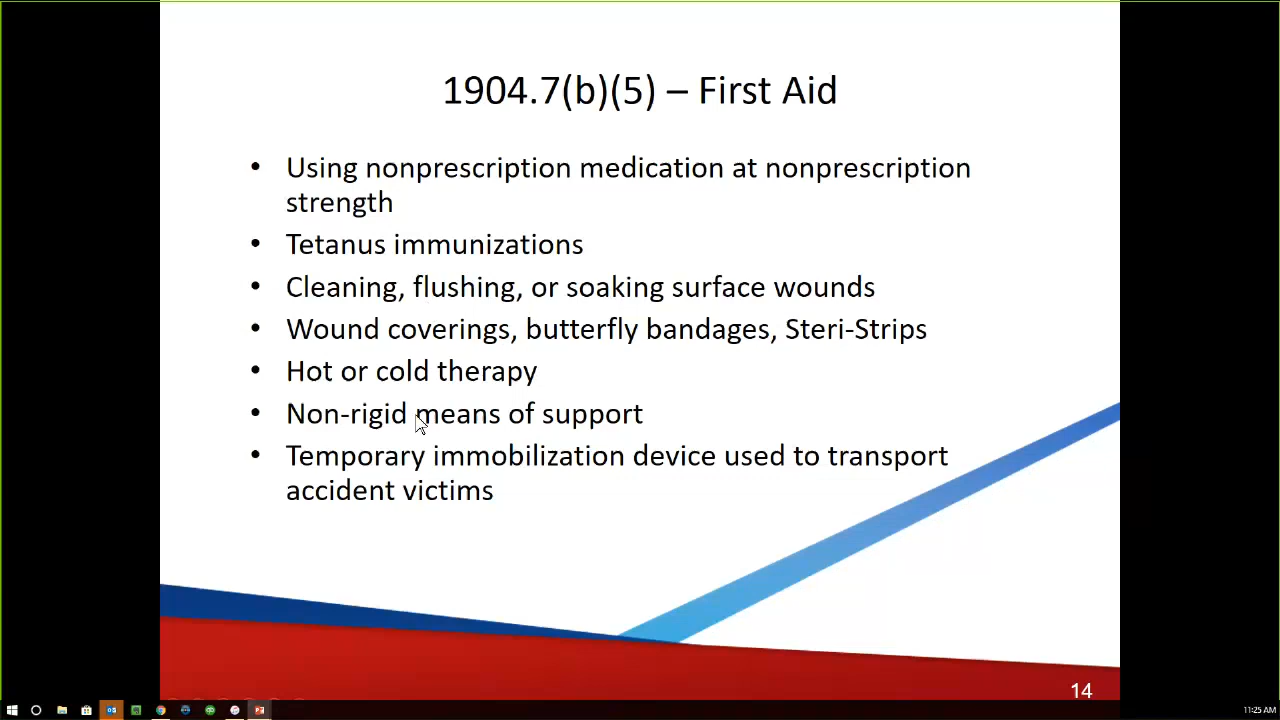 1904.7(b)(5) – First Aid
• Using nonprescription medication at nonprescription
strength
• Tetanus immunizations
• Cleaning, flushing, or soaking surface wounds
• Wound coverings, butterfly bandages, Steri-Strips
• Hot or cold therapy
• Non-rigid means of support
• Temporary immobilization device used to transport
accident victims
14
11:25 AM